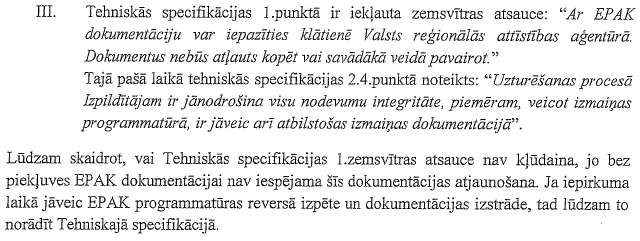 III. Tehniskās specifikācijas 1.punktā ir iekļauta zemsvītras atsauce: “Ar EPAK
dokumentāciju var iepazīties klātienē Valsts reģionālās attīstības aģentūrā.
Dokumentus nebūs atļauts kopēt vai savādākā veidā pavairot.”
Tajā pašā laikā tehniskās specifikācijas 2.4.punktā noteikts: “Uzturēšanas procesā
Izpildītājam ir jānodrošina visu nodevumu integritāte, piemēram, veicot izmaiņas
programmatūrā, ir jāveic arī atbilstošas izmaiņas dokumentācijā”.
Lūdzam skaidrot, vai Tehniskās specifikācijas 1.zemsvītras atsauce nav kļūdaina, jo bez
piekļuves EPAK dokumentācijai nav iespējama šīs dokumentācijas atjaunošana. Ja iepirkuma
laikā jāveic EPAK programmatūras reversā izpēte un dokumentācijas izstrāde, tad lūdzam to
norādīt Tehniskajā specifikācijā.